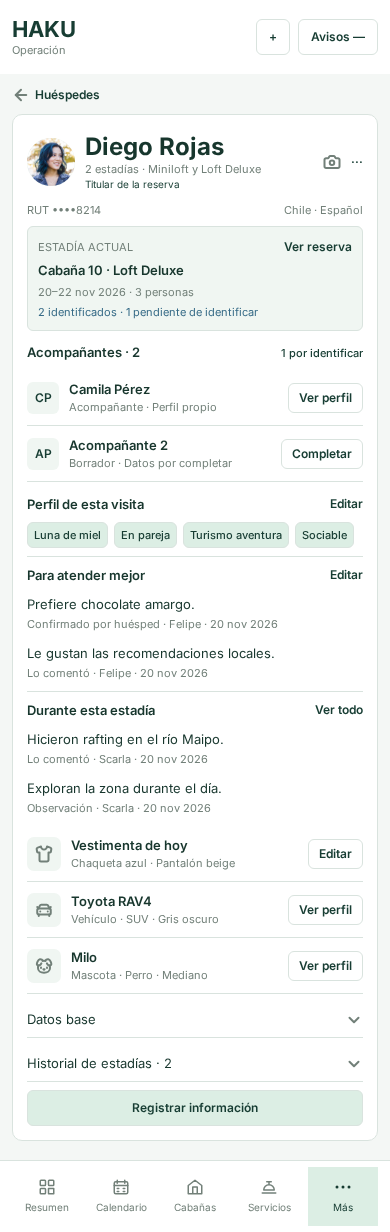 HAKU
Operación
+
Avisos —
← Huéspedes
Diego Rojas
2 estadías · Miniloft y Loft Deluxe
Titular de la reserva
...
RUT ••••8214
Chile · Español
ESTADÍA ACTUAL
Ver reserva
Cabaña 10 · Loft Deluxe
20–22 nov 2026 · 3 personas
2 identificados · 1 pendiente de identificar
Acompañantes · 2
1 por identificar
CP
Camila Pérez
Acompañante · Perfil propio
Ver perfil
AP
Acompañante 2
Borrador · Datos por completar
Completar
Perfil de esta visita
Editar
Luna de miel
En pareja
Turismo aventura
Sociable
Para atender mejor
Editar
Prefiere chocolate amargo.
Confirmado por huésped · Felipe · 20 nov 2026
Le gustan las recomendaciones locales.
Lo comentó · Felipe · 20 nov 2026
Durante esta estadía
Ver todo
Hicieron rafting en el río Maipo.
Lo comentó · Scarla · 20 nov 2026
Exploran la zona durante el día.
Observación · Scarla · 20 nov 2026
Vestimenta de hoy
Chaqueta azul · Pantalón beige
Editar
Toyota RAV4
Vehículo · SUV · Gris oscuro
Ver perfil
Milo
Mascota · Perro · Mediano
Ver perfil
Datos base
Historial de estadías · 2
Registrar información
Resumen
Calendario
Cabañas
Servicios
Más